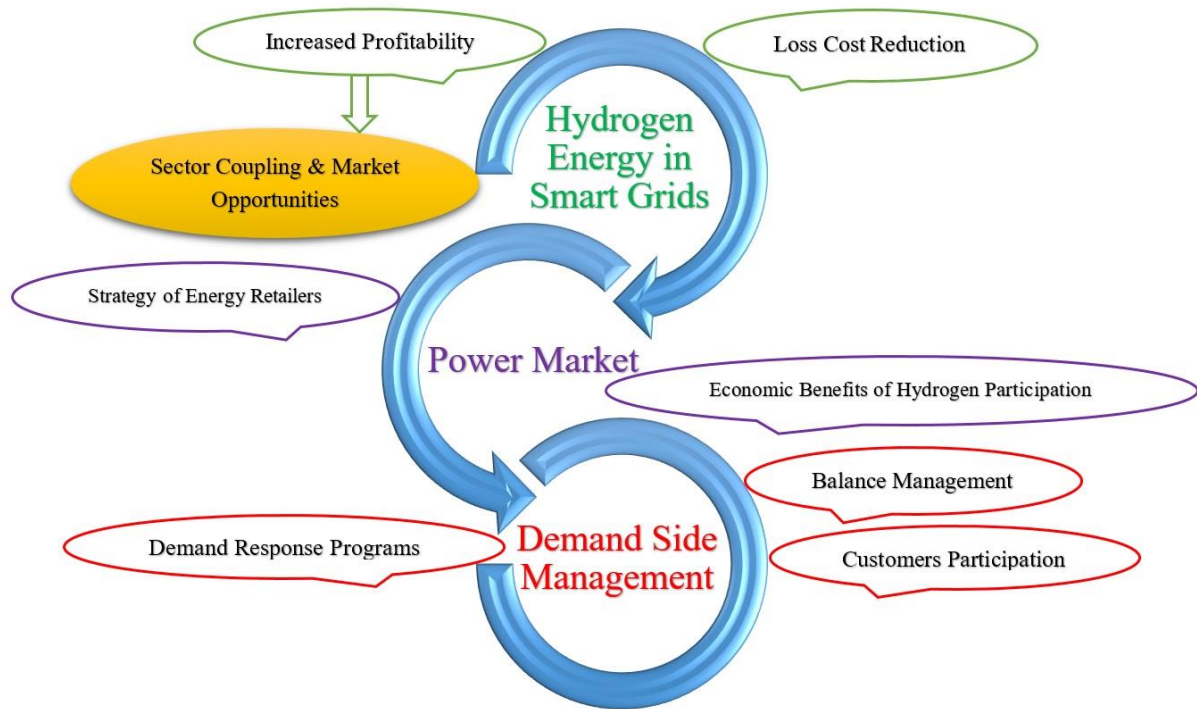 Increased Profitability
Loss Cost Reduction
Hydrogen
Energy in
Smart Grids
Sector Coupling & Market
Opportunities
Strategy of Energy Retailers
Power Market
Economic Benefits of Hydrogen Participation
Balance Management
Demand Response Programs
Demand Side
Management
Customers Participation